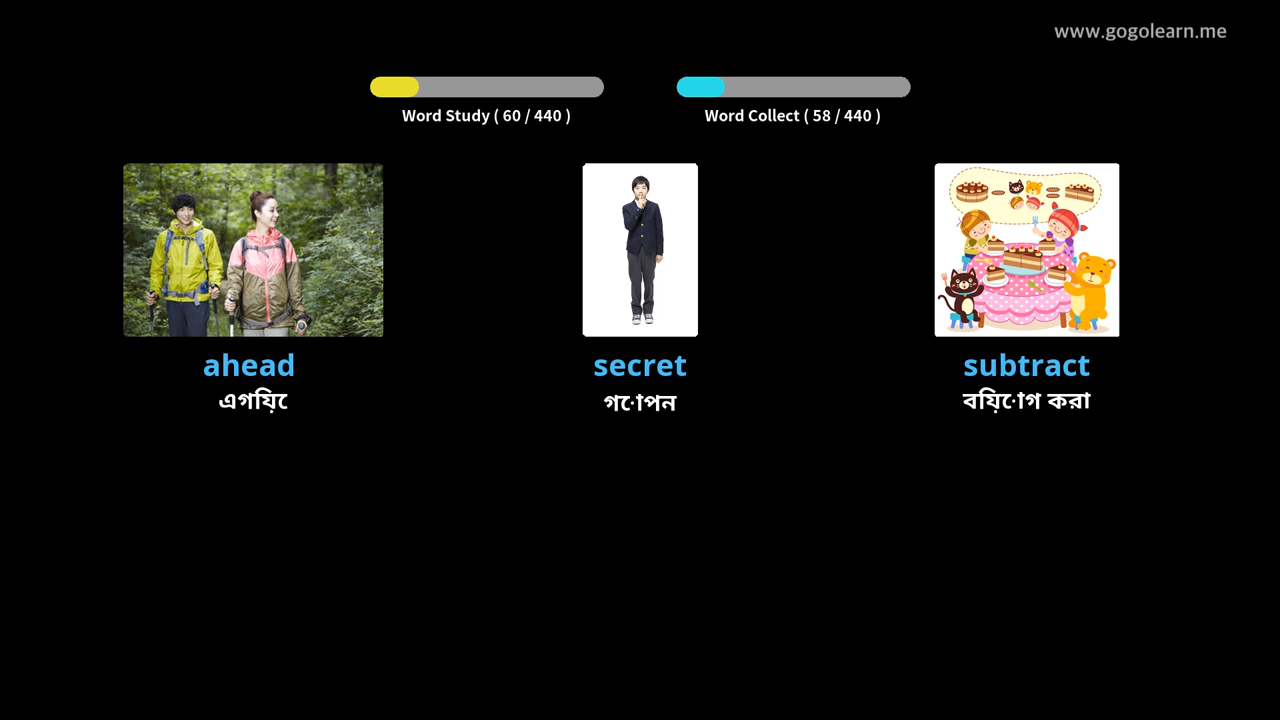 www.gogolearn.me
Word Study ( 60 / 440 )
Word Collect ( 58 / 440 )
ahead
secret
subtract
এগিয়ে
গোপন
বিয়োগ করা